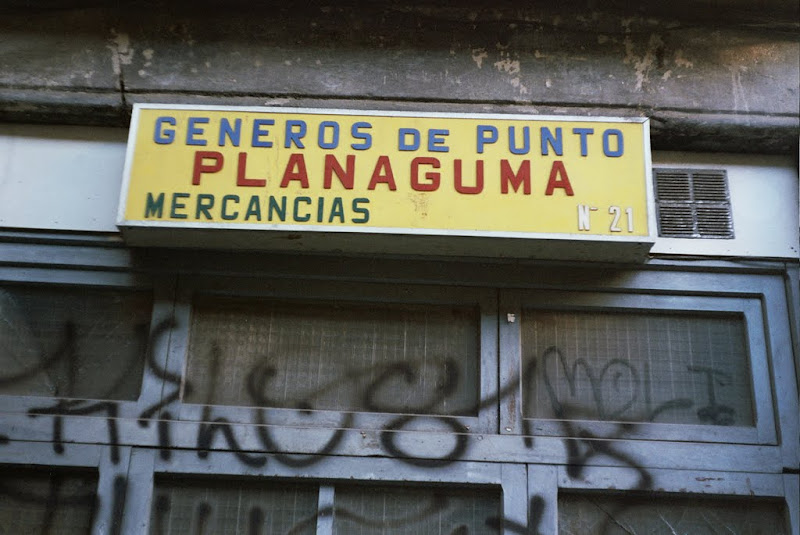 GENEROS DE PUNTO
PLANAGUMA
MERCANCIAS Nº 21